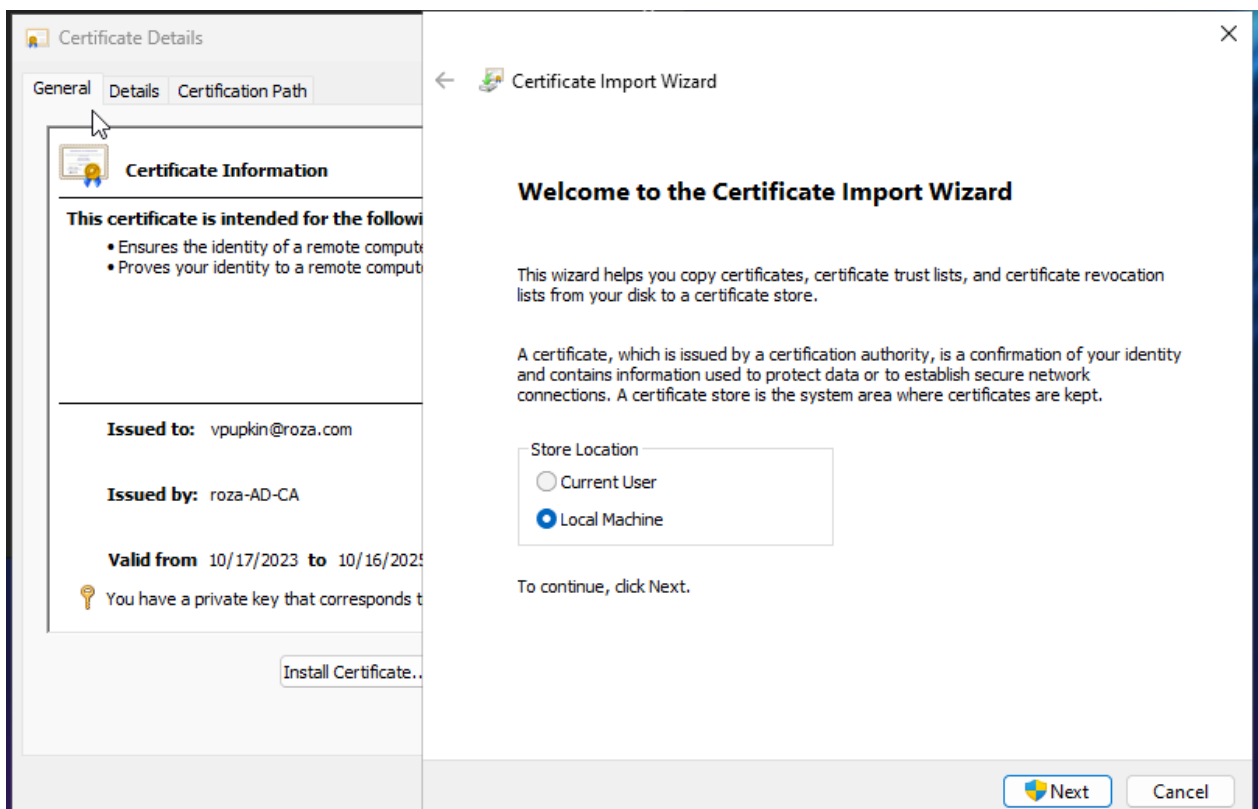 Certificate Details
General Details Certification Path
Certificate Information
This certificate is intended for the followi
• Ensures the identity of a remote compute
• Proves your identity to a remote comput
Issued to: vpupkin@roza.com
Issued by: roza-AD-CA
Valid from 10/17/2023 to 10/16/2025
You have a private key that corresponds t
Install Certificate..
Certificate Import Wizard
Welcome to the Certificate Import Wizard
This wizard helps you copy certificates, certificate trust lists, and certificate revocation
lists from your disk to a certificate store.
A certificate, which is issued by a certification authority, is a confirmation of your identity
and contains information used to protect data or to establish secure network
connections. A certificate store is the system area where certificates are kept.
Store Location
Current User
Local Machine
To continue, click Next.
Next Cancel